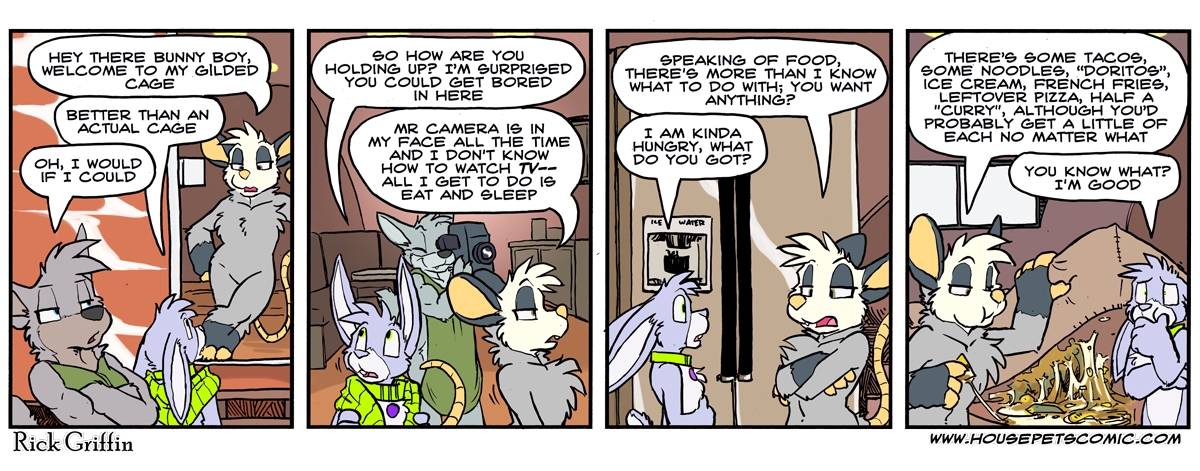 HEY THERE BUNNY BOY,
WELCOME TO MY GILDED
CAGE
BETTER THAN AN
ACTUAL CAGE
OH, I WOULD
IF I COULD
SO HOW ARE YOU
HOLDING UP? I'M SURPRISED
YOU COULD GET BORED
IN HERE
MR CAMERA IS IN
MY FACE ALL THE TIME
AND I DON'T KNOW
HOW TO WATCH TV--
ALL I GET TO DO IS
EAT AND SLEEP
SPEAKING OF FOOD,
THERE'S MORE THAN I KNOW
WHAT TO DO WITH; YOU WANT
ANYTHING?
I AM KINDA
HUNGRY, WHAT
DO YOU GOT?
ICE WATER
THERE'S SOME TACOS,
SOME NOODLES, "DORITOS",
ICE CREAM, FRENCH FRIES,
LEFTOVER PIZZA, HALF A
"CURRY", ALTHOUGH YOU'D
PROBABLY GET A LITTLE OF
EACH NO MATTER WHAT
YOU KNOW WHAT?
I'M GOOD
Rick Griffin
WWW.HOUSEPETSCOMIC.COM